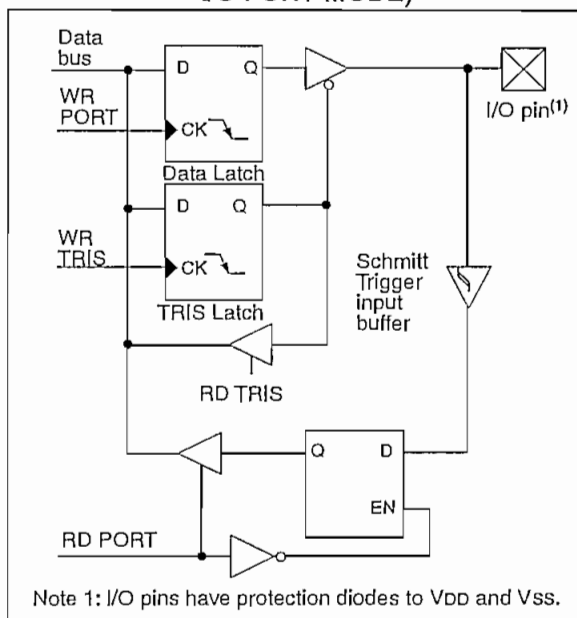 Data
bus
D Q
WR
PORT
CK
Data Latch
I/O pin(1)
D Q
WR
TRIS
CK
TRIS Latch
Schmitt
Trigger
input
buffer
RD TRIS
Q D
EN
RD PORT
Note 1: I/O pins have protection diodes to VDD and VSS.